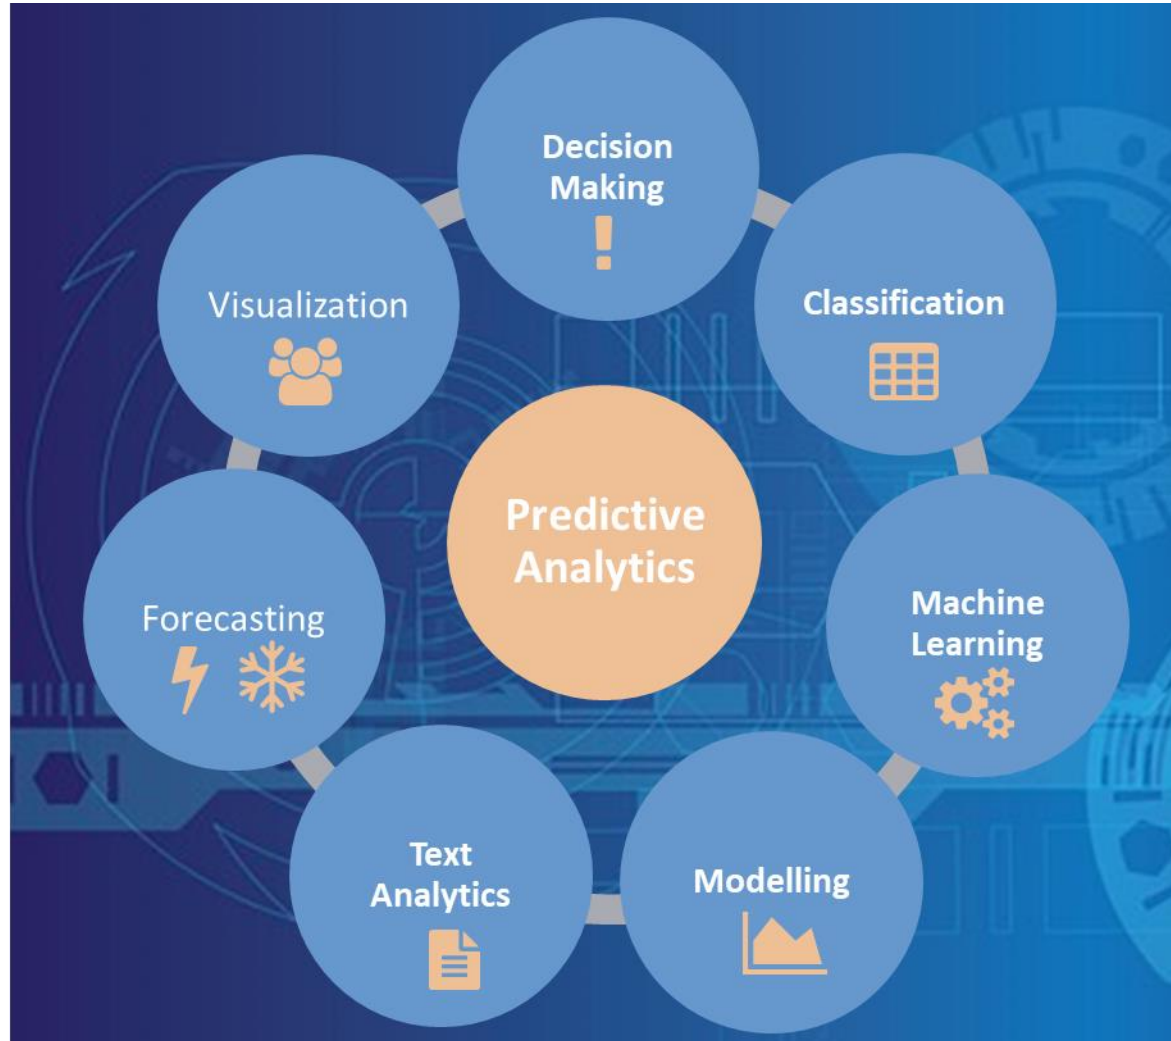 Decision
Making
!
Classification
Visualization
Predictive
Analytics
Machine
Learning
Forecasting
Text
Analytics
Modelling